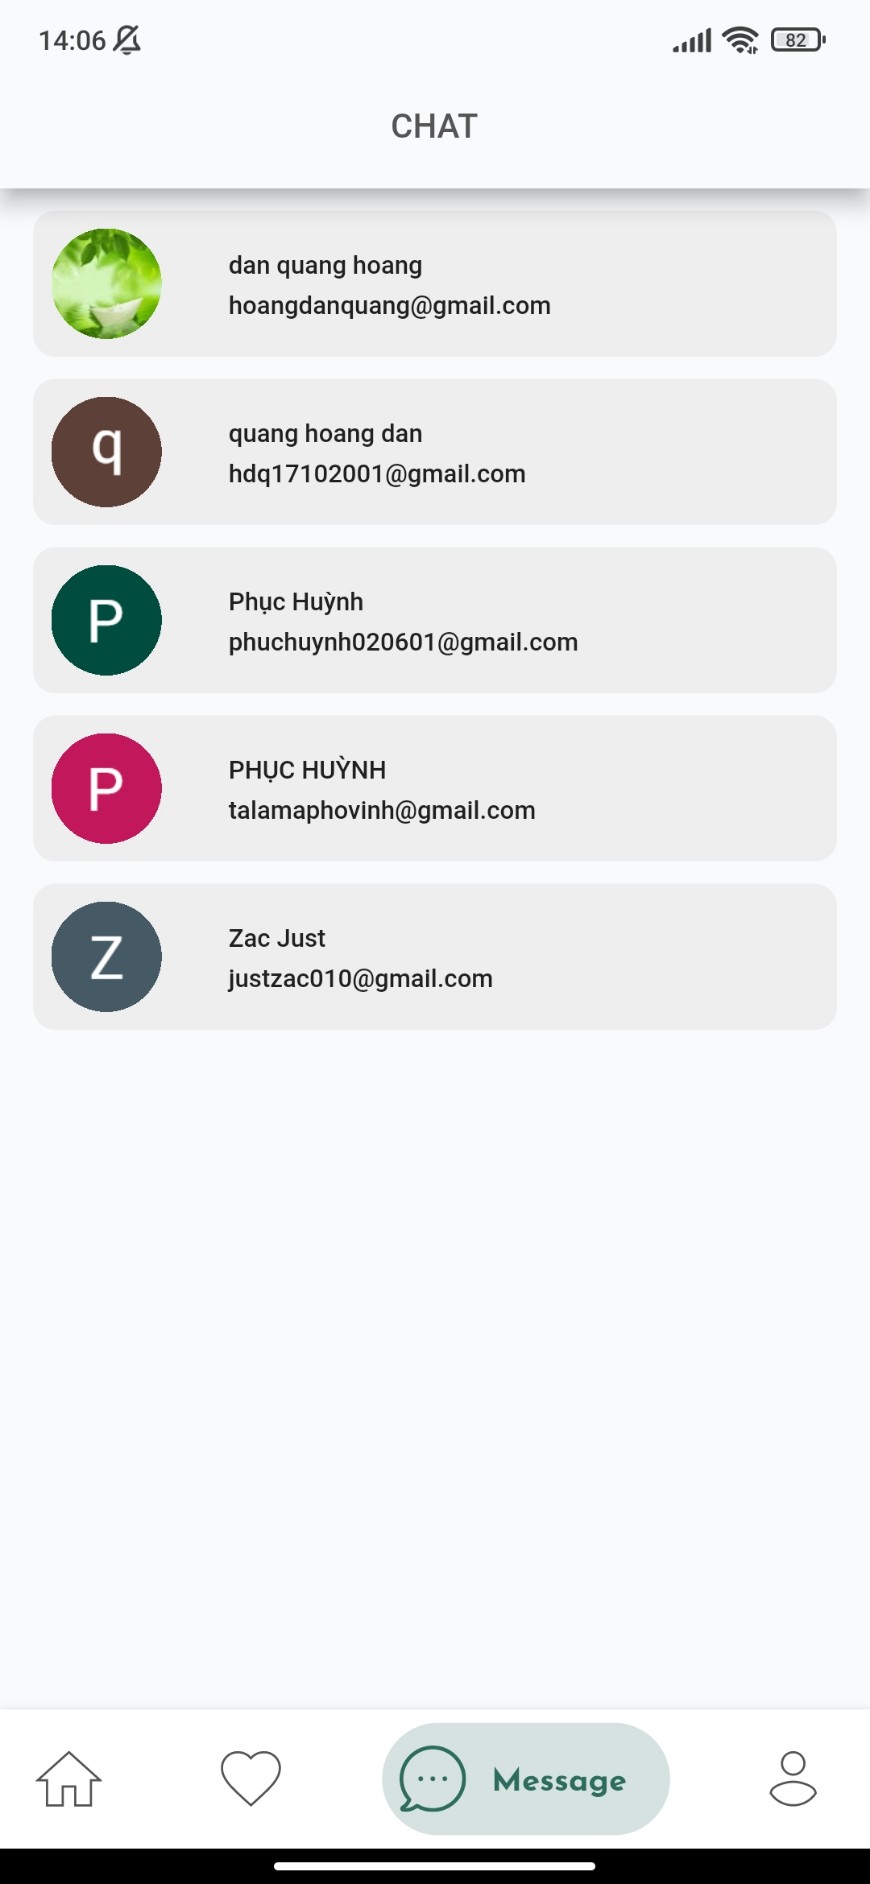 14:06
82
CHAT
dan quang hoang
hoangdanquang@gmail.com
q
quang hoang dan
hdq17102001@gmail.com
P
Phục Huỳnh
phuchuynh020601@gmail.com
P
PHỤC HUỲNH
talamaphovinh@gmail.com
Z
Zac Just
justzac010@gmail.com
Message